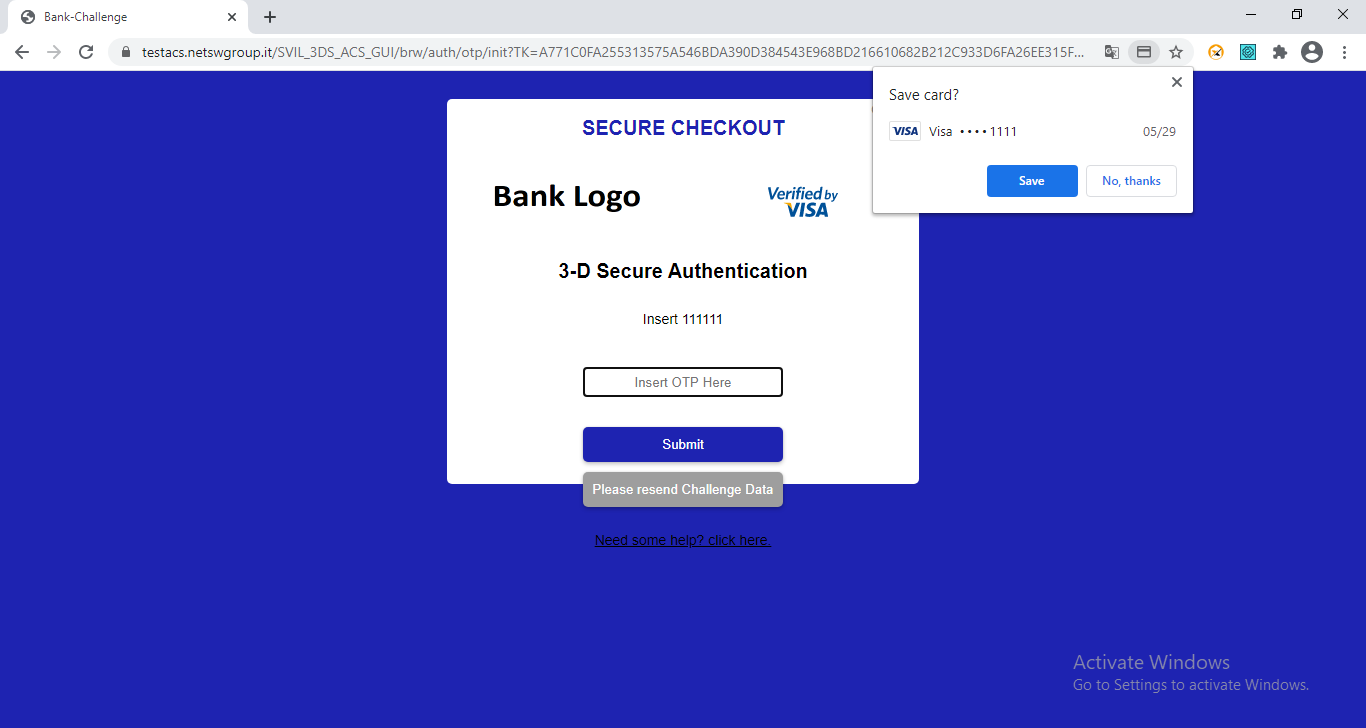 Bank-Challenge
testacs.netswgroup.it/SVIL_3DS_ACS_GUI/brw/auth/otp/init?TK=A771C0FA255313575A546BDA390D384543E968BD216610682B212C933D6FA26EE315F...
Save card?
VISA Visa •••• 1111 05/29
Save No, thanks
SECURE CHECKOUT
Bank Logo
Verified by
VISA
3-D Secure Authentication
Insert 111111
Insert OTP Here
Submit
Please resend Challenge Data
Need some help? click here.
Activate Windows
Go to Settings to activate Windows.